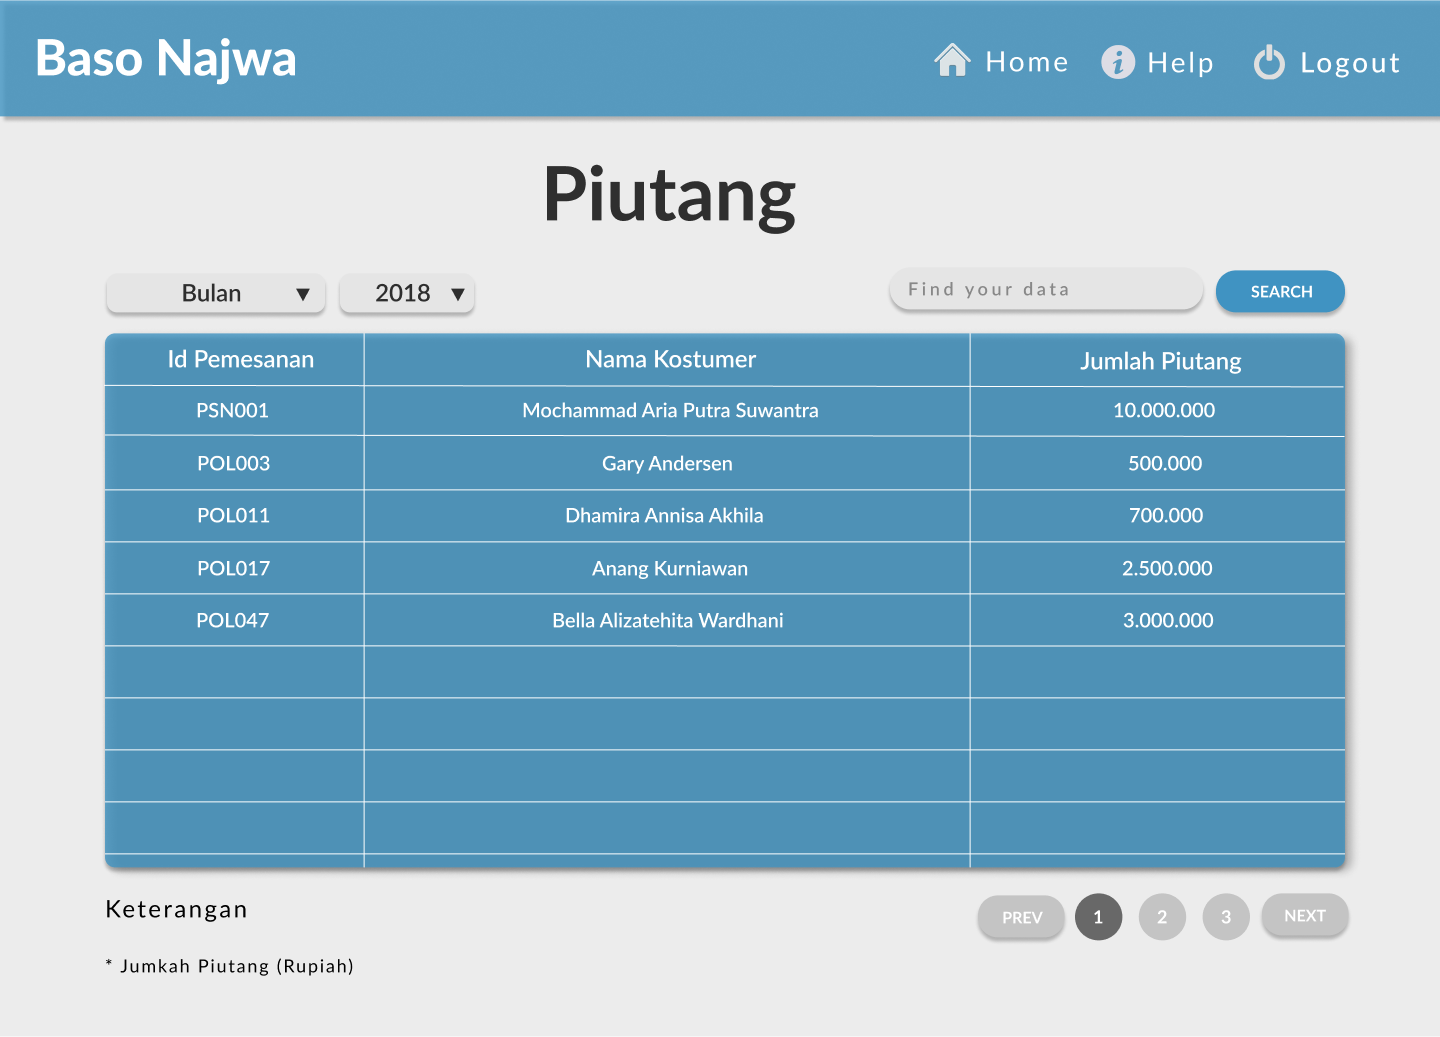 Baso Najwa Home Help Logout
Piutang
Bulan ▼ 2018 ▼ Find your data SEARCH
Id Pemesanan Nama Kostumer Jumlah Piutang
PSN001 Mochammad Aria Putra Suwantra 10.000.000
POL003 Gary Andersen 500.000
POL011 Dhamira Annisa Akhila 700.000
POL017 Anang Kurniawan 2.500.000
POL047 Bella Alizatehita Wardhani 3.000.000
Keterangan PREV 1 2 3 NEXT
* Jumkah Piutang (Rupiah)